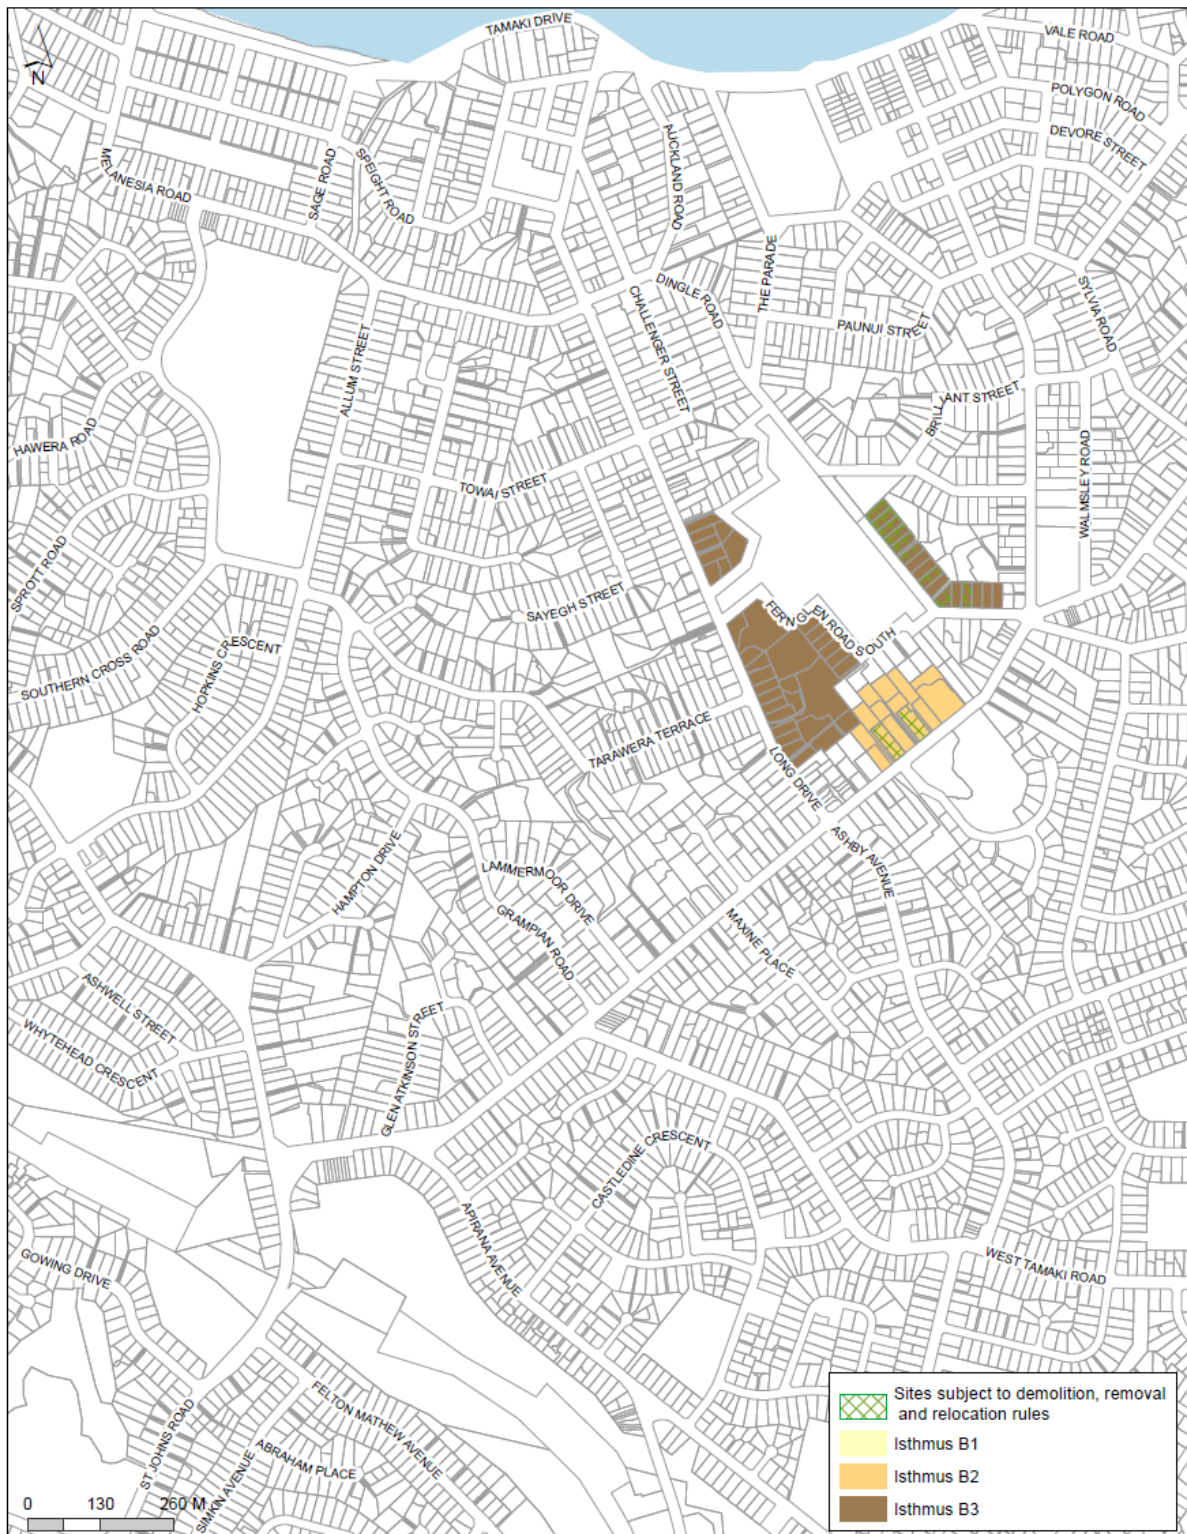 TAMAKI DRIVE
VALE ROAD
N
POLYGON ROAD
DEVORE STREET
AUCKLAND ROAD
MELANESIA ROAD
SAGE ROAD
SPEIGHT ROAD
THE PARADE
DINGLE ROAD
SYLVIA ROAD
CHALLENGER STREET
PAUNUI STREET
ALLUM STREET
BRILLIANT STREET
HAWERA ROAD
WALMSLEY ROAD
TOWAI STREET
SPROTT ROAD
SAYEGH STREET
FERNGLEN ROAD SOUTH
SOUTHERN CROSS ROAD
HOPKINS CRESCENT
TARAWERA TERRACE
LONG DRIVE
ASHBY AVENUE
HAMPTON DRIVE
LAMMERMOOR DRIVE
GRAMPIAN ROAD
MAXINE PLACE
ASHWELL STREET
WHYTEHEAD CRESCENT
GLEN ATKINSON STREET
CASTLEDINE CRESCENT
APIRANA AVENUE
GOWING DRIVE
WEST TAMAKI ROAD
FELTON MATHEW AVENUE
ST JOHNS ROAD
ABRAHAM PLACE
SIMKIN AVENUE
Sites subject to demolition, removal
and relocation rules
Isthmus B1
Isthmus B2
Isthmus B3
0 130 260 M